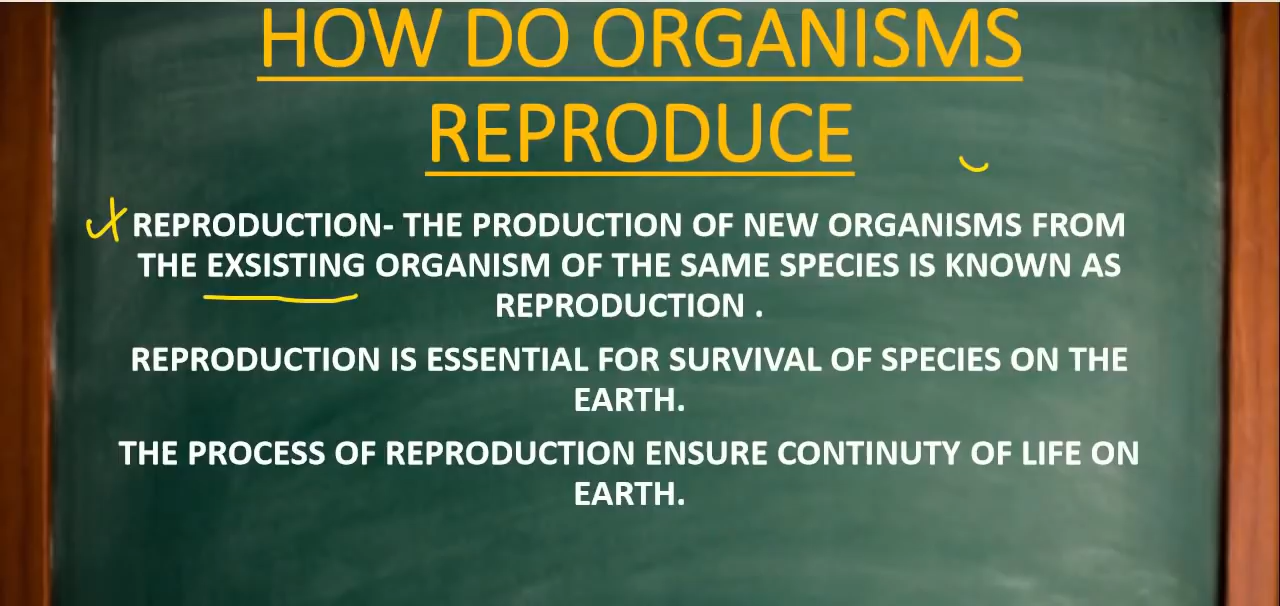 HOW DO ORGANISMS
REPRODUCE
REPRODUCTION- THE PRODUCTION OF NEW ORGANISMS FROM
THE EXSISTING ORGANISM OF THE SAME SPECIES IS KNOWN AS
REPRODUCTION .
REPRODUCTION IS ESSENTIAL FOR SURVIVAL OF SPECIES ON THE
EARTH.
THE PROCESS OF REPRODUCTION ENSURE CONTINUTY OF LIFE ON
EARTH.